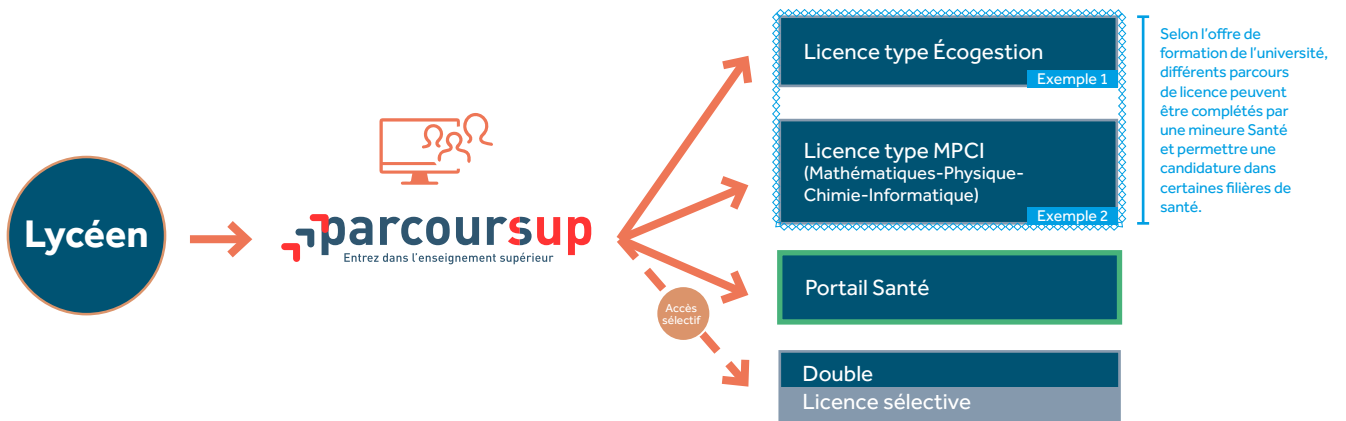 Lycéen
parcoursup
Entrez dans l'enseignement supérieur
Accès
sélectif
Licence type Écogestion
Exemple 1
Licence type MPCI
(Mathématiques-Physique-
Chimie-Informatique)
Exemple 2
Portail Santé
Double
Licence sélective
Selon l'offre de
formation de l'université,
différents parcours
de licence peuvent
être complétés par
une mineure Santé
et permettre une
candidature dans
certaines filières de
santé.